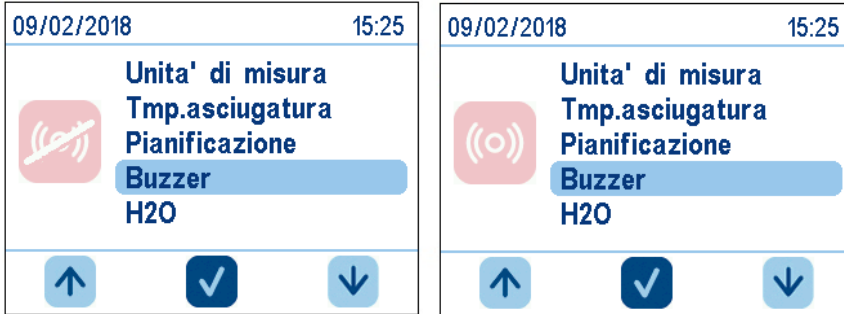 09/02/2018 15:25
Unita' di misura
Tmp.asciugatura
Pianificazione
Buzzer
H2O
09/02/2018 15:25
Unita' di misura
Tmp.asciugatura
Pianificazione
Buzzer
H2O